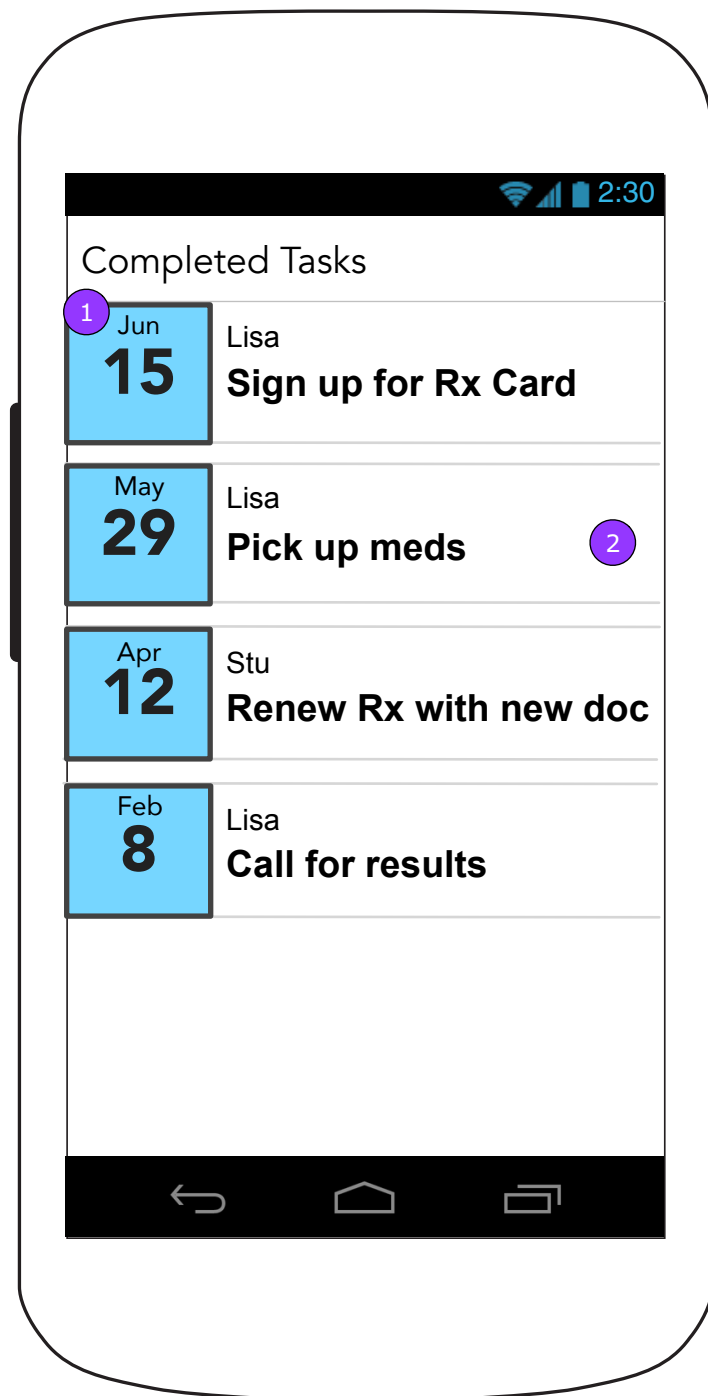 2:30
Completed Tasks
1
Jun
15
Lisa
Sign up for Rx Card
May
29
Lisa
Pick up meds
2
Apr
12
Stu
Renew Rx with new doc
Feb
8
Lisa
Call for results